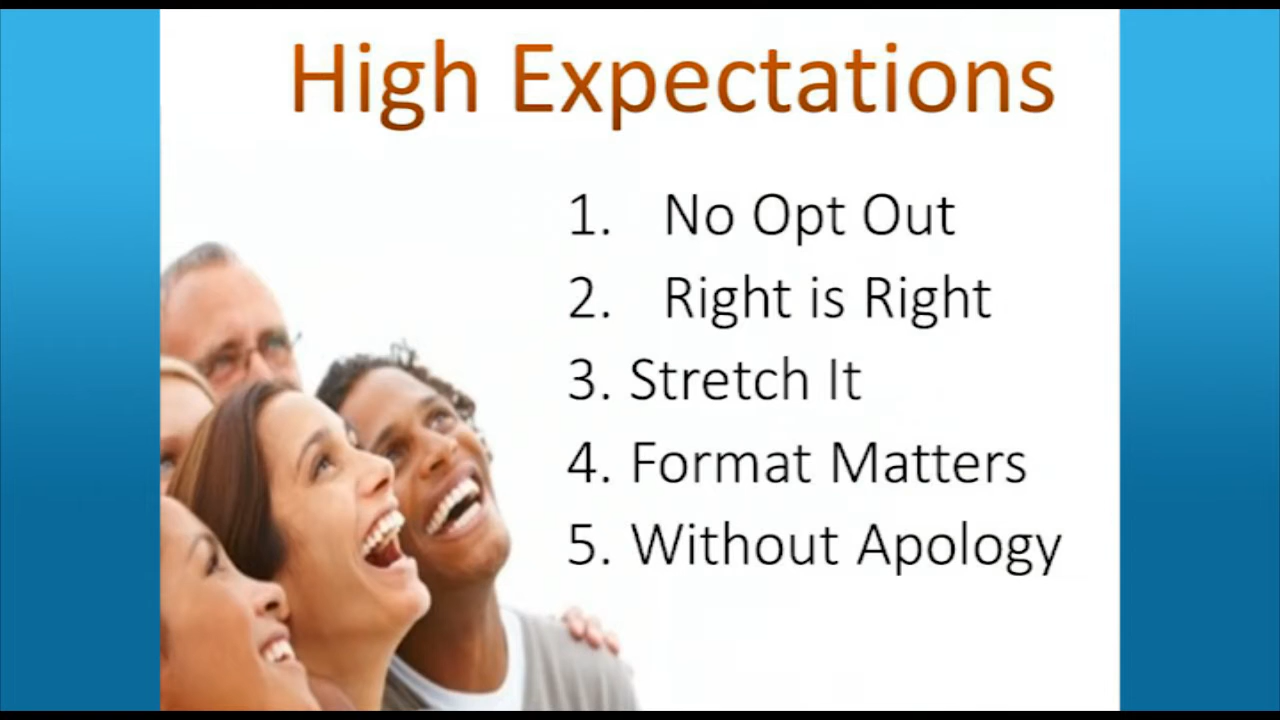 High Expectations
1. No Opt Out
2. Right is Right
3. Stretch It
4. Format Matters
5. Without Apology